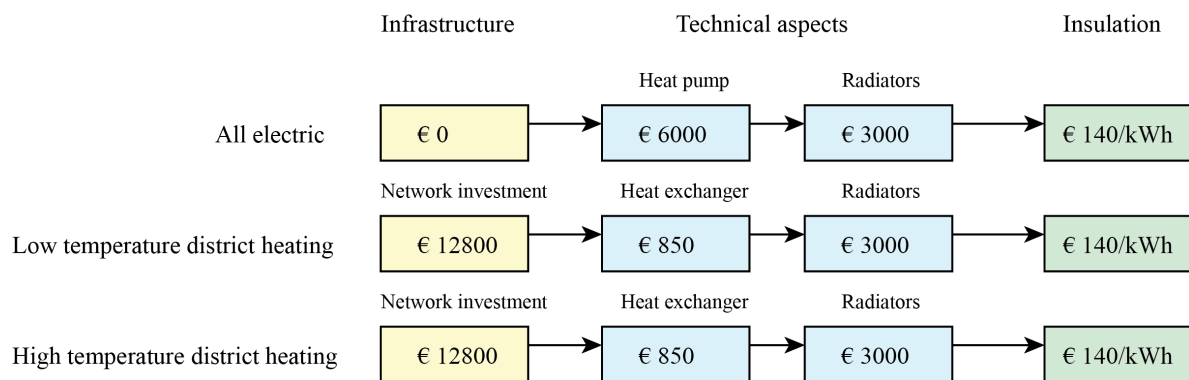 Infrastructure Technical aspects Insulation
Heat pump Radiators
All electric € 0 € 6000 € 3000 € 140/kWh
Network investment Heat exchanger Radiators
Low temperature district heating € 12800 € 850 € 3000 € 140/kWh
Network investment Heat exchanger Radiators
High temperature district heating € 12800 € 850 € 3000 € 140/kWh